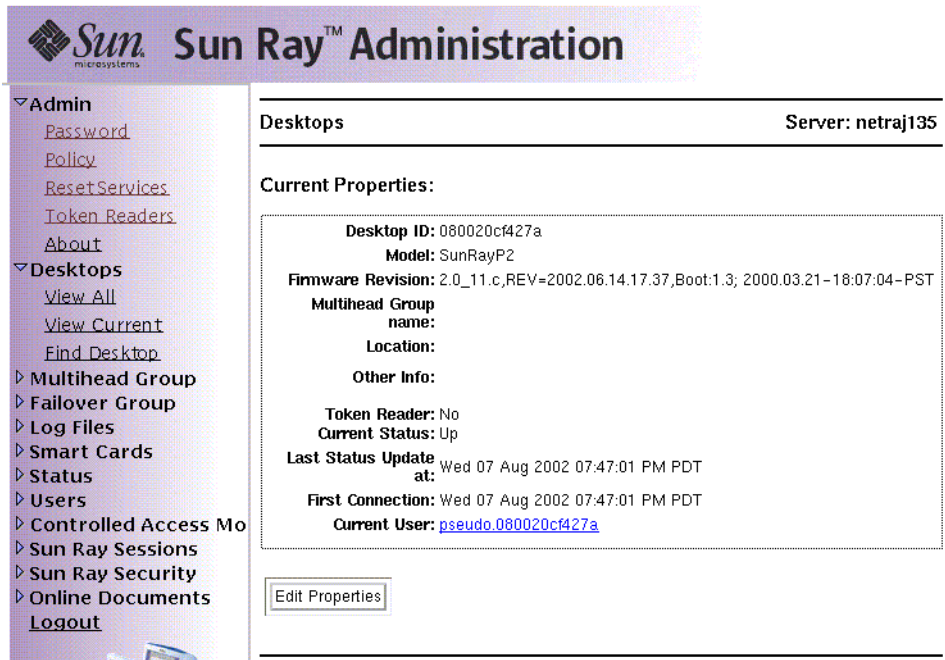 Sun
microsystems
Sun Ray™ Administration
Admin
Password
Policy
ResetServices
Token Readers
About
Desktops
View All
View Current
Find Desktop
Multihead Group
Failover Group
Log Files
Smart Cards
Status
Users
Controlled Access Mo
Sun Ray Sessions
Sun Ray Security
Online Documents
Logout
Desktops Server: netraj135
Current Properties:
Desktop ID: 080020cf427a
Model: SunRayP2
Firmware Revision: 2.0_11.c,REV=2002.06.14.17.37,Boot:1.3; 2000.03.21-18:07:04-PST
Multihead Group
name:
Location:
Other Info:
Token Reader: No
Current Status: Up
Last Status Update
at: Wed 07 Aug 2002 07:47:01 PM PDT
First Connection: Wed 07 Aug 2002 07:47:01 PM PDT
Current User: pseudo.080020cf427a
Edit Properties